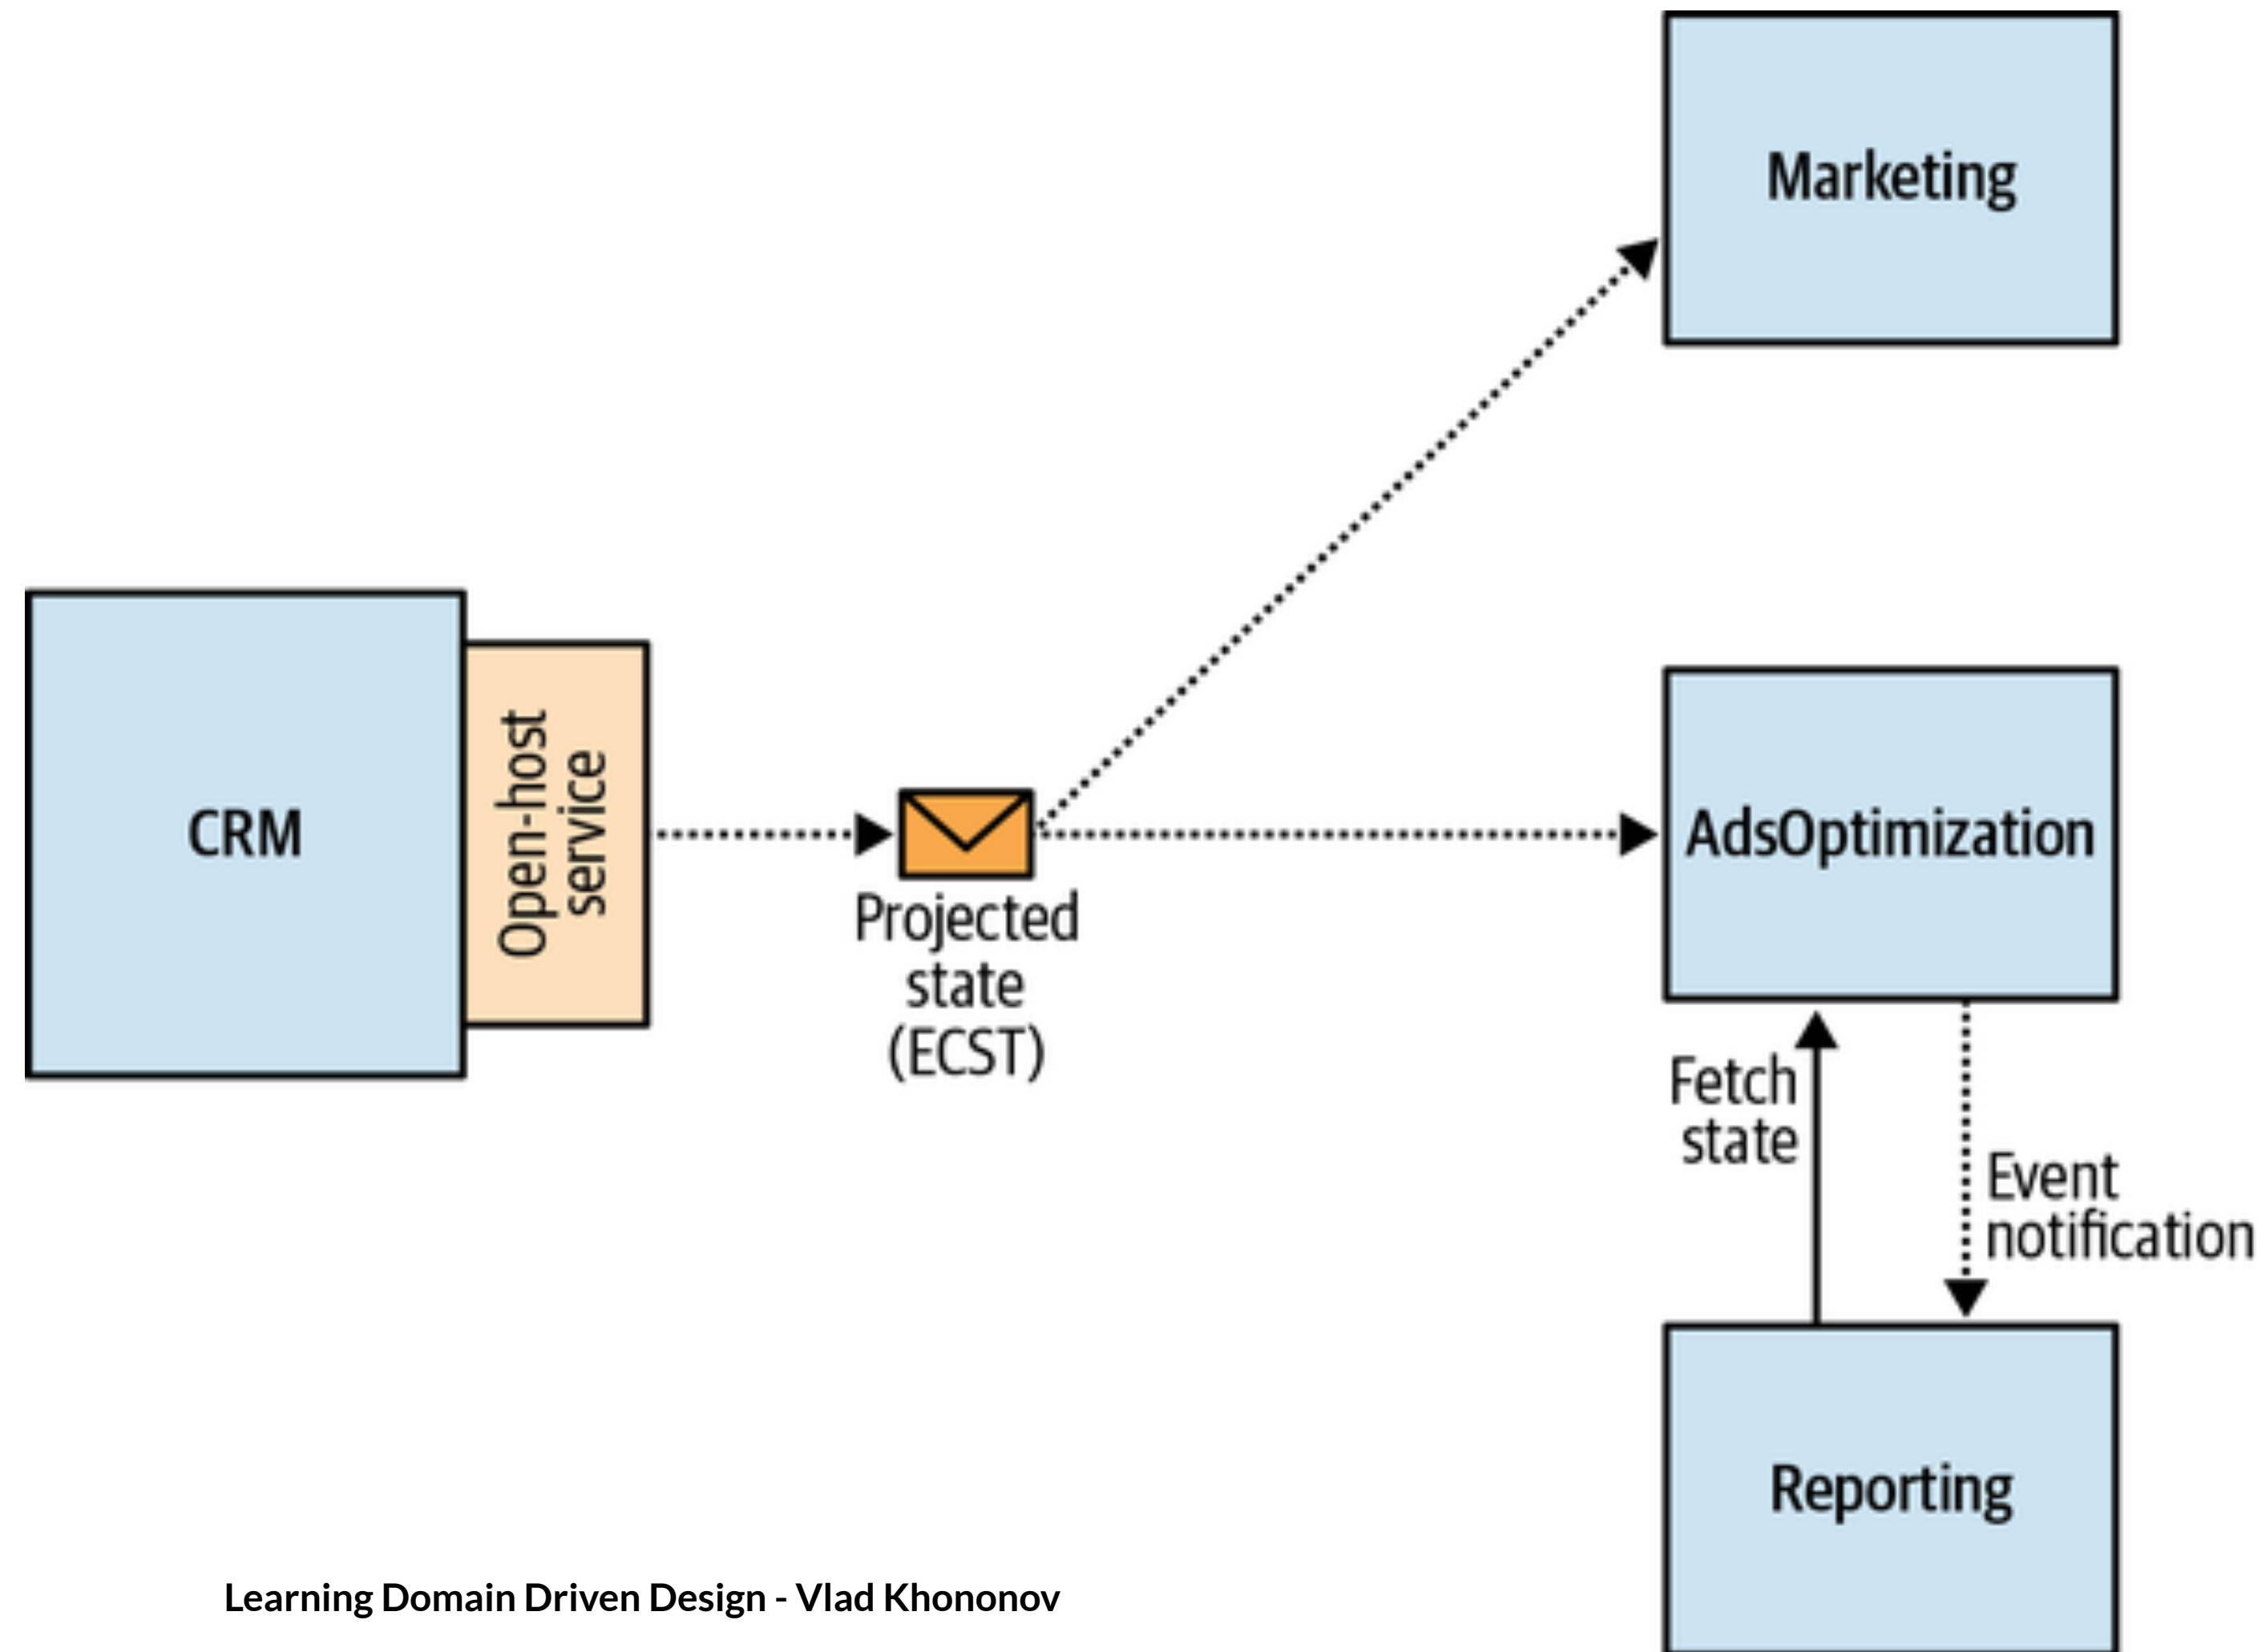 Marketing
CRM
Open-host
service
Projected
state
(ECST)
AdsOptimization
Fetch
state
Event
notification
Reporting
Learning Domain Driven Design - Vlad Khononov